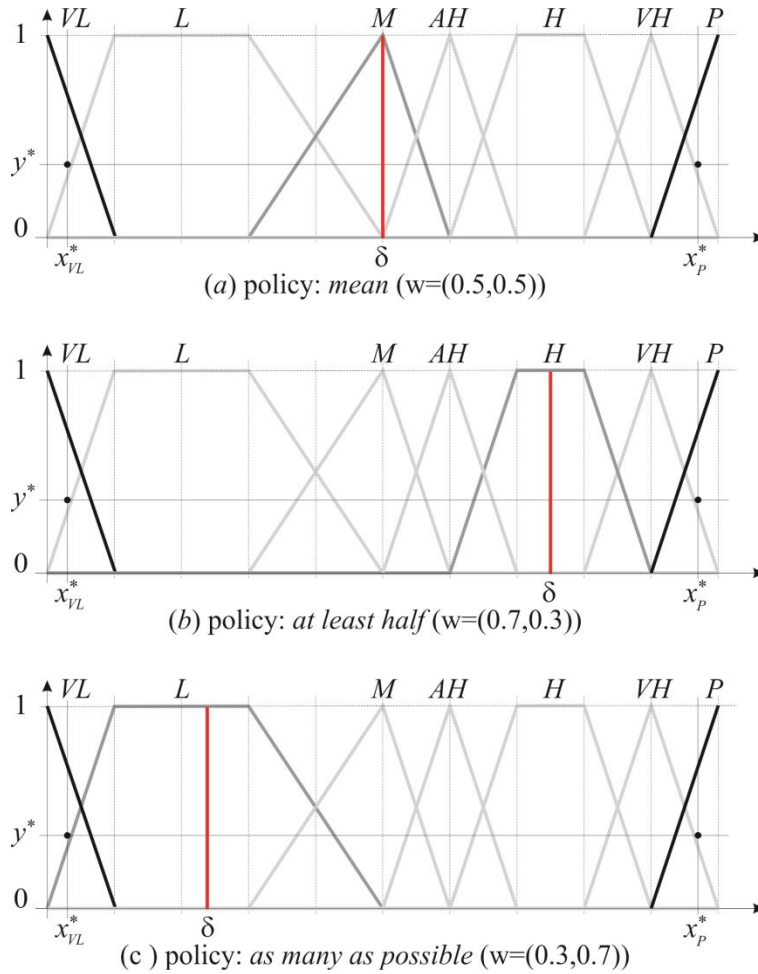 VL L M AH H VH P
1
y*
0
x*VL δ x*P
(a) policy: mean (w=(0.5,0.5))
VL L M AH H VH P
1
y*
0
x*VL δ x*P
(b) policy: at least half (w=(0.7,0.3))
VL L M AH H VH P
1
y*
0
x*VL δ x*P
(c ) policy: as many as possible (w=(0.3,0.7))